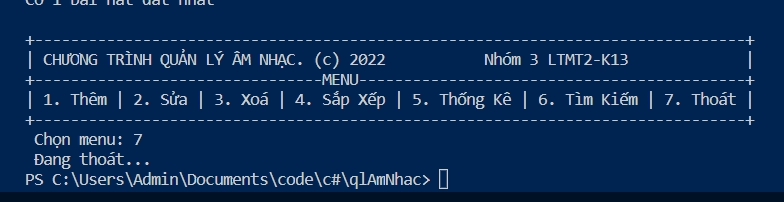 Có 1 bài hát đắt nhất
+-------------------------------------------------------------------------------+
| CHƯƠNG TRÌNH QUẢN LÝ ÂM NHẠC. (c) 2022           Nhóm 3 LTMT2-K13             |
+--------------------------------MENU-------------------------------------------+
| 1. Thêm | 2. Sửa | 3. Xoá | 4. Sắp Xếp | 5. Thống Kê | 6. Tìm Kiếm | 7. Thoát |
+-------------------------------------------------------------------------------+
Chọn menu: 7
Đang thoát...
PS C:\Users\Admin\Documents\code\c#\qlAmNhac>